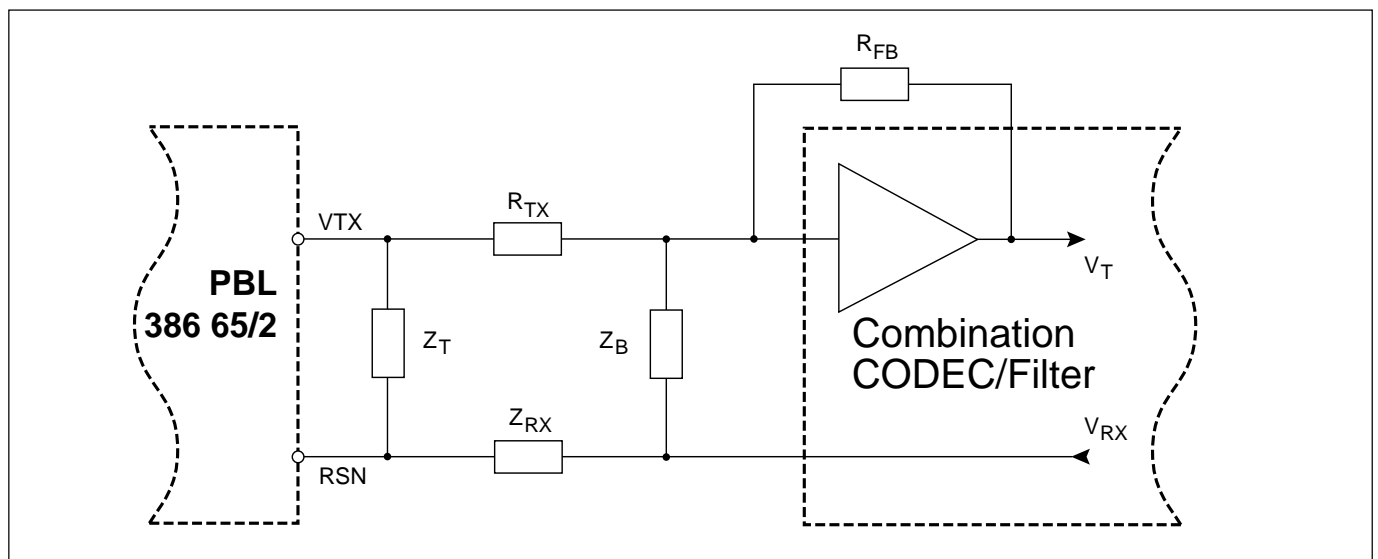 R_FB
VTX
R_TX
V_T
PBL
386 65/2
Z_T
Z_B
Combination
CODEC/Filter
Z_RX
V_RX
RSN